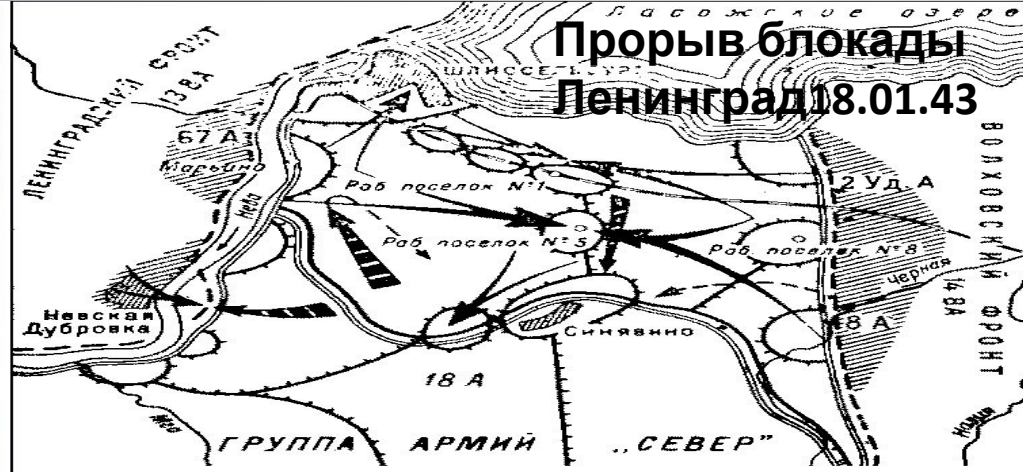 Ладожское озеро
Прорыв блокады
Ленинград18.01.43
ШЛИССЕЛЬБУРГ
ЛЕНИНГРАДСКИЙ ФРОНТ
13 ВА
67 А
Марьино
Нева
Раб. поселок №1
2 Уд. А
Раб. поселок №5
Раб. поселок №8
Черная
ВОЛХОВСКИЙ ФРОНТ
14 ВА
8 А
Невская
Дубровка
Синявино
18 А
Мга
Назия
ГРУППА АРМИЙ „СЕВЕР”